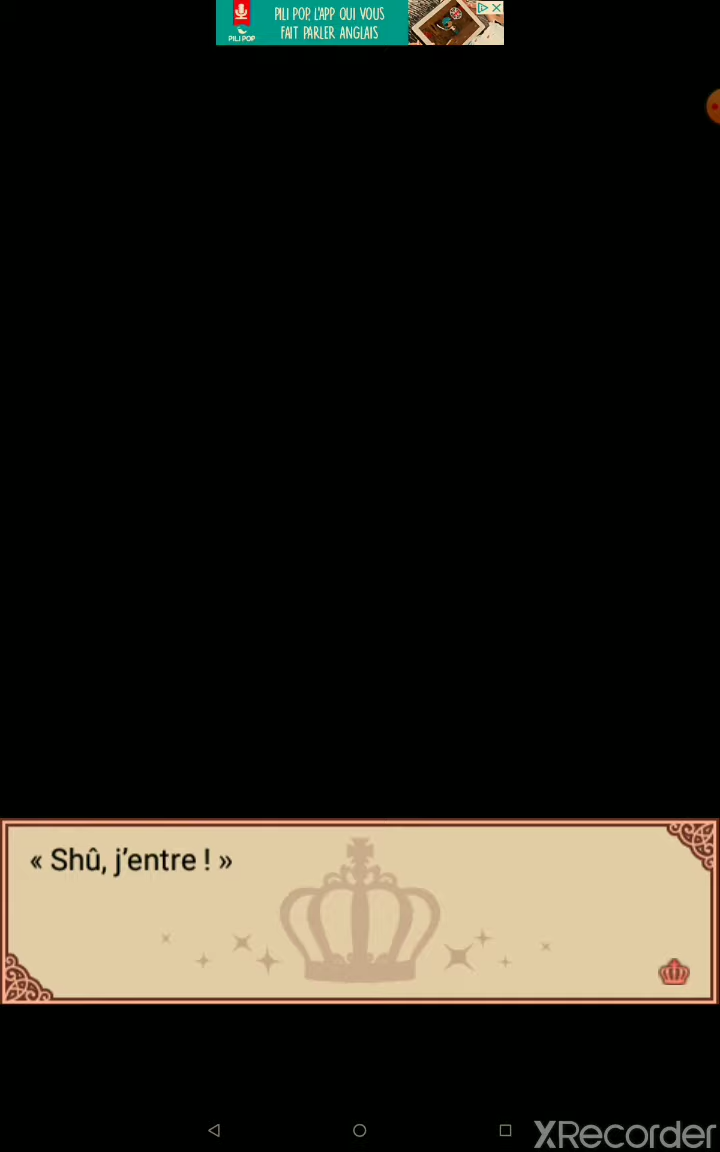 PILI POP, L'APP QUI VOUS
FAIT PARLER ANGLAIS
PILI POP
« Shû, j’entre ! »
XRecorder